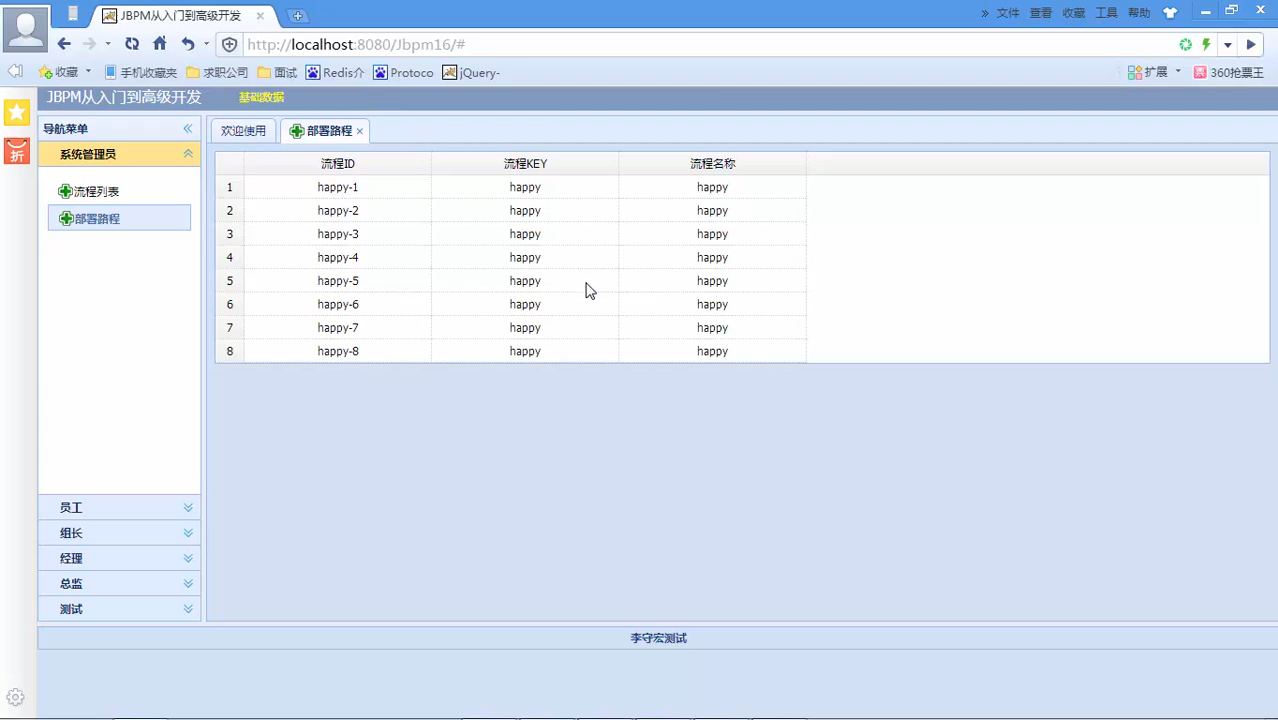 JBPM从入门到高级开发
文件 查看 收藏 工具 帮助
http://localhost:8080/Jbpm16/#
收藏 手机收藏夹 求职公司 面试 Redis介 Protoco jQuery- 扩展 360抢票王
JBPM从入门到高级开发 基础数据
折
导航菜单
系统管理员
流程列表
部署路程
员工
组长
经理
总监
测试
欢迎使用 部署路程
流程ID 流程KEY 流程名称
1 happy-1 happy happy
2 happy-2 happy happy
3 happy-3 happy happy
4 happy-4 happy happy
5 happy-5 happy happy
6 happy-6 happy happy
7 happy-7 happy happy
8 happy-8 happy happy
李守宏测试